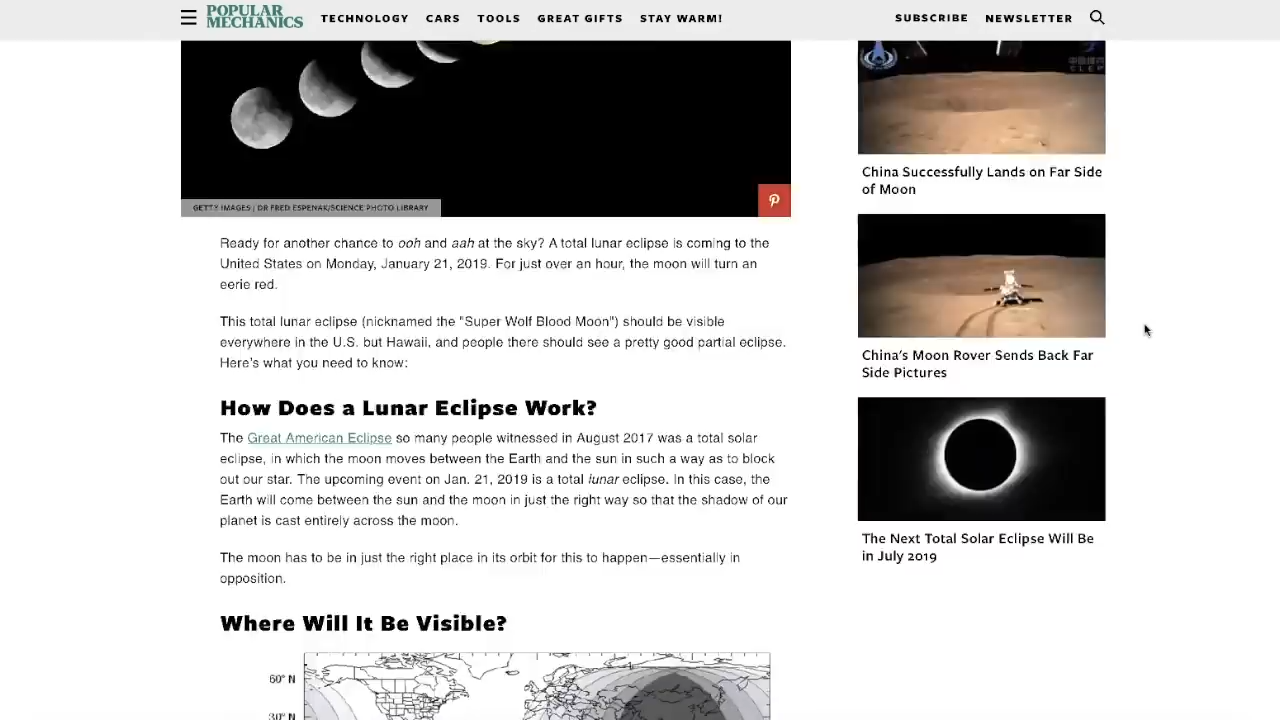 POPULAR
MECHANICS
TECHNOLOGY CARS TOOLS GREAT GIFTS STAY WARM!
SUBSCRIBE NEWSLETTER
GETTY IMAGES / DR FRED ESPENAK/SCIENCE PHOTO LIBRARY
Ready for another chance to ooh and aah at the sky? A total lunar eclipse is coming to the
United States on Monday, January 21, 2019. For just over an hour, the moon will turn an
eerie red.
This total lunar eclipse (nicknamed the "Super Wolf Blood Moon") should be visible
everywhere in the U.S. but Hawaii, and people there should see a pretty good partial eclipse.
Here's what you need to know:
How Does a Lunar Eclipse Work?
The Great American Eclipse so many people witnessed in August 2017 was a total solar
eclipse, in which the moon moves between the Earth and the sun in such a way as to block
out our star. The upcoming event on Jan. 21, 2019 is a total lunar eclipse. In this case, the
Earth will come between the sun and the moon in just the right way so that the shadow of our
planet is cast entirely across the moon.
The moon has to be in just the right place in its orbit for this to happen—essentially in
opposition.
Where Will It Be Visible?
60° N
30° N
中国探月
CLEP
China Successfully Lands on Far Side
of Moon
China's Moon Rover Sends Back Far
Side Pictures
The Next Total Solar Eclipse Will Be
in July 2019